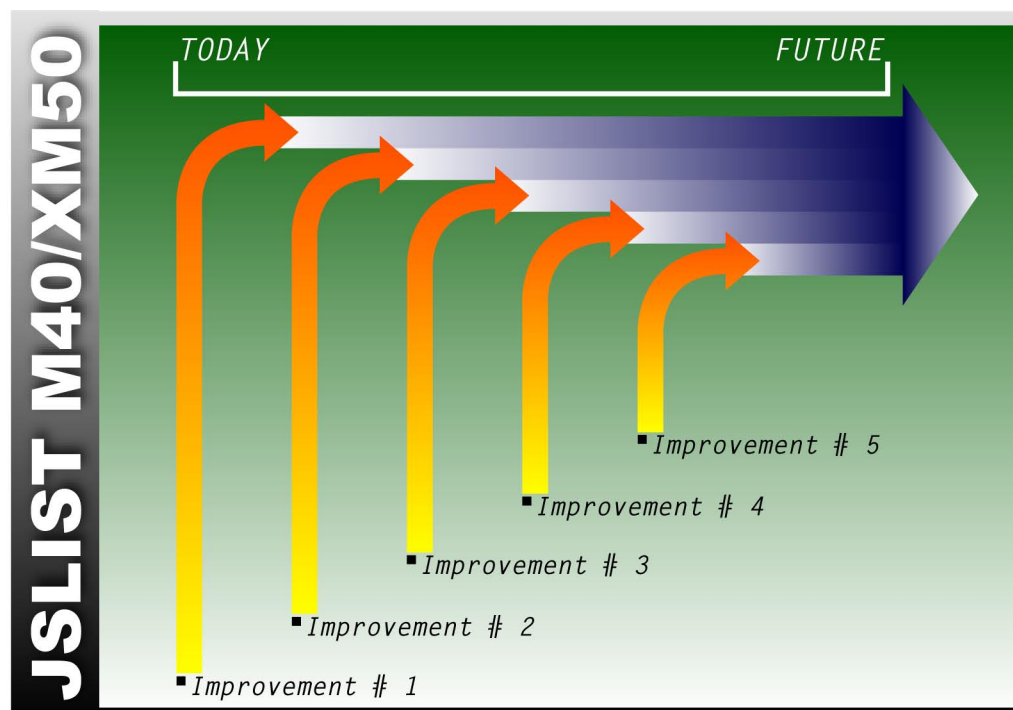 JSLIST M40/XM50
TODAY
FUTURE
▪Improvement # 5
▪Improvement # 4
▪Improvement # 3
▪Improvement # 2
▪Improvement # 1